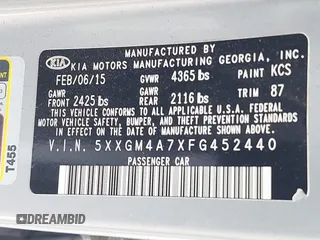 MANUFACTURED BY
KIA KIA MOTORS MANUFACTURING GEORGIA, INC.
FEB/06/15 GVWR 4365 lbs PAINT KCS
GAWR GAWR
FRONT 2425 lbs REAR 2116 lbs TRIM 87
THIS VEHICLE CONFORMS TO ALL APPLICABLE U.S. FEDERAL MOTOR VEHICLE
SAFETY, BUMPER, AND THEFT PREVENTION STANDARDS IN EFFECT ON THE DATE OF
MANUFACTURE SHOWN ABOVE.
V.I.N. 5XXGM4A7XFG452440
PASSENGER CAR
T455
© DREAMBID